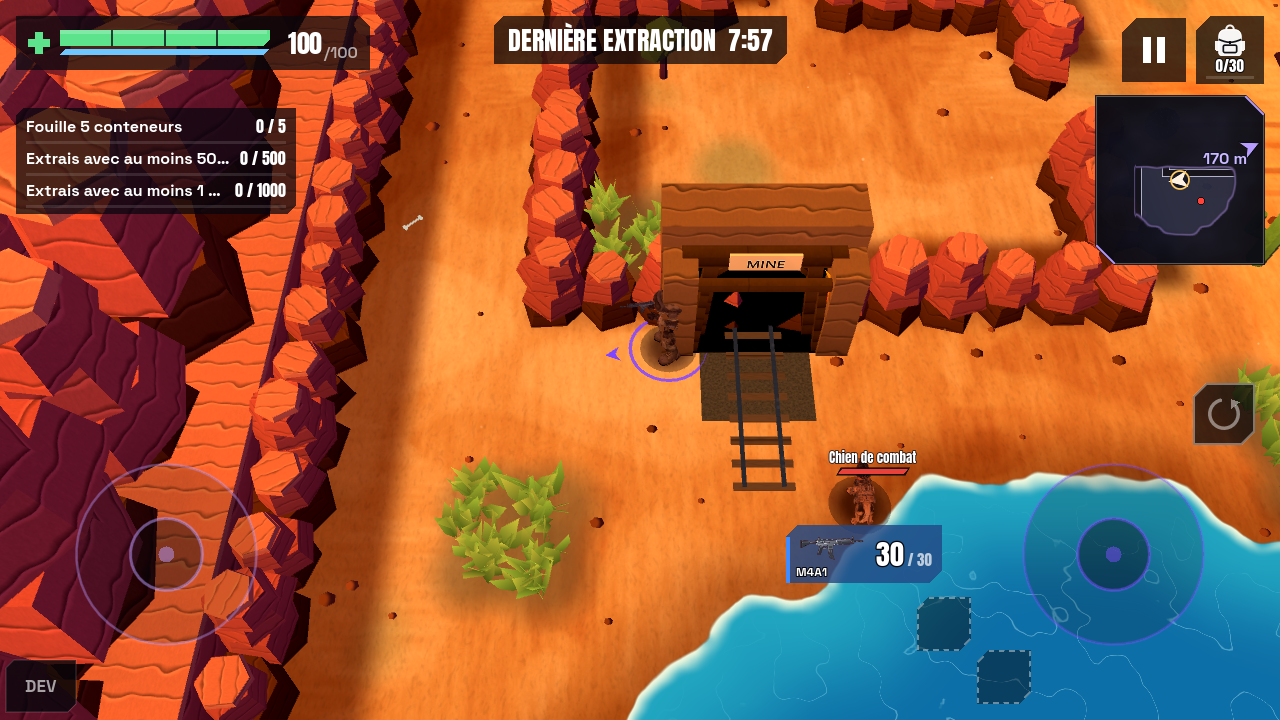 100/100
DERNIÈRE EXTRACTION 7:57
0/30
Fouille 5 conteneurs 0 / 5
Extrais avec au moins 50... 0 / 500
Extrais avec au moins 1 ... 0 / 1000
170 m
MINE
Chien de combat
30 / 30
M4A1
DEV